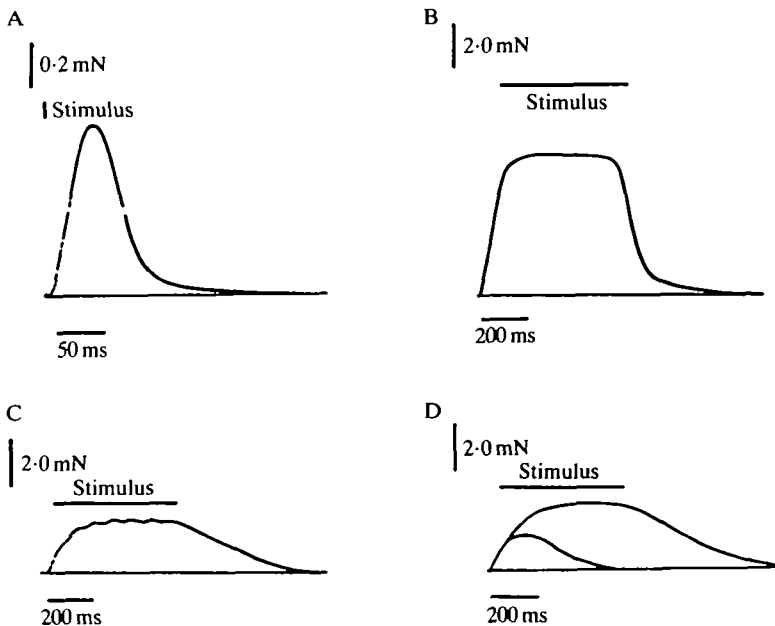 A
0·2 mN
Stimulus
50 ms
B
2·0 mN
Stimulus
200 ms
C
2·0 mN
Stimulus
200 ms
D
2·0 mN
Stimulus
200 ms